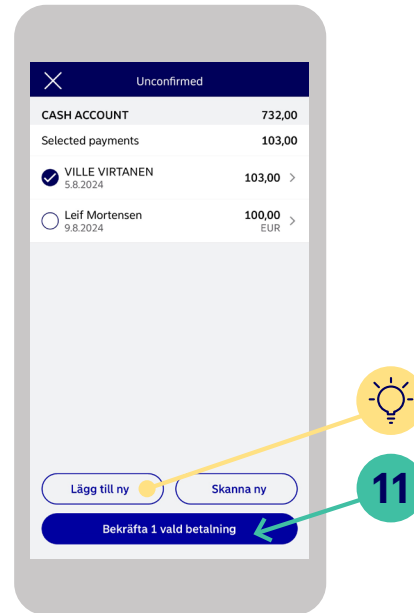 Unconfirmed
CASH ACCOUNT 732,00
Selected payments 103,00
VILLE VIRTANEN 103,00
5.8.2024
Leif Mortensen 100,00
9.8.2024 EUR
Lägg till ny Skanna ny
11
Bekräfta 1 vald betalning